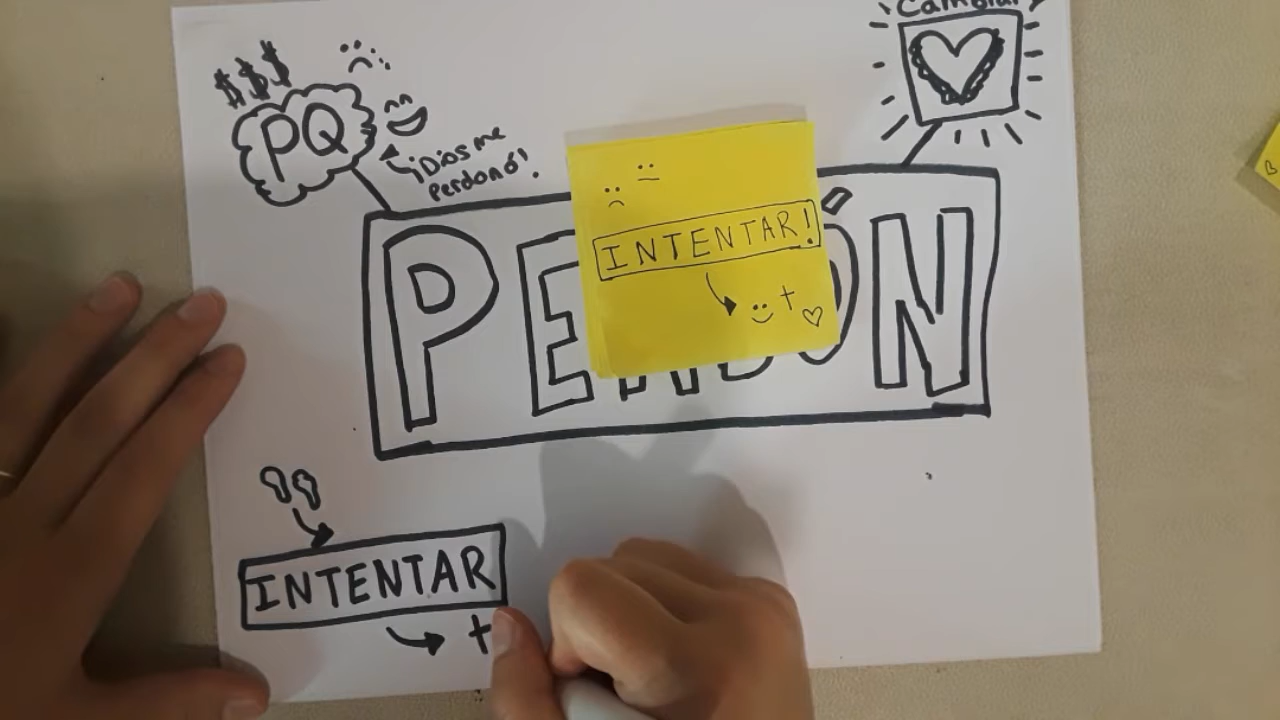 Cambiar
$$$
PQ
¡Dios me
perdonó!
PERDÓN
INTENTAR!
INTENTAR